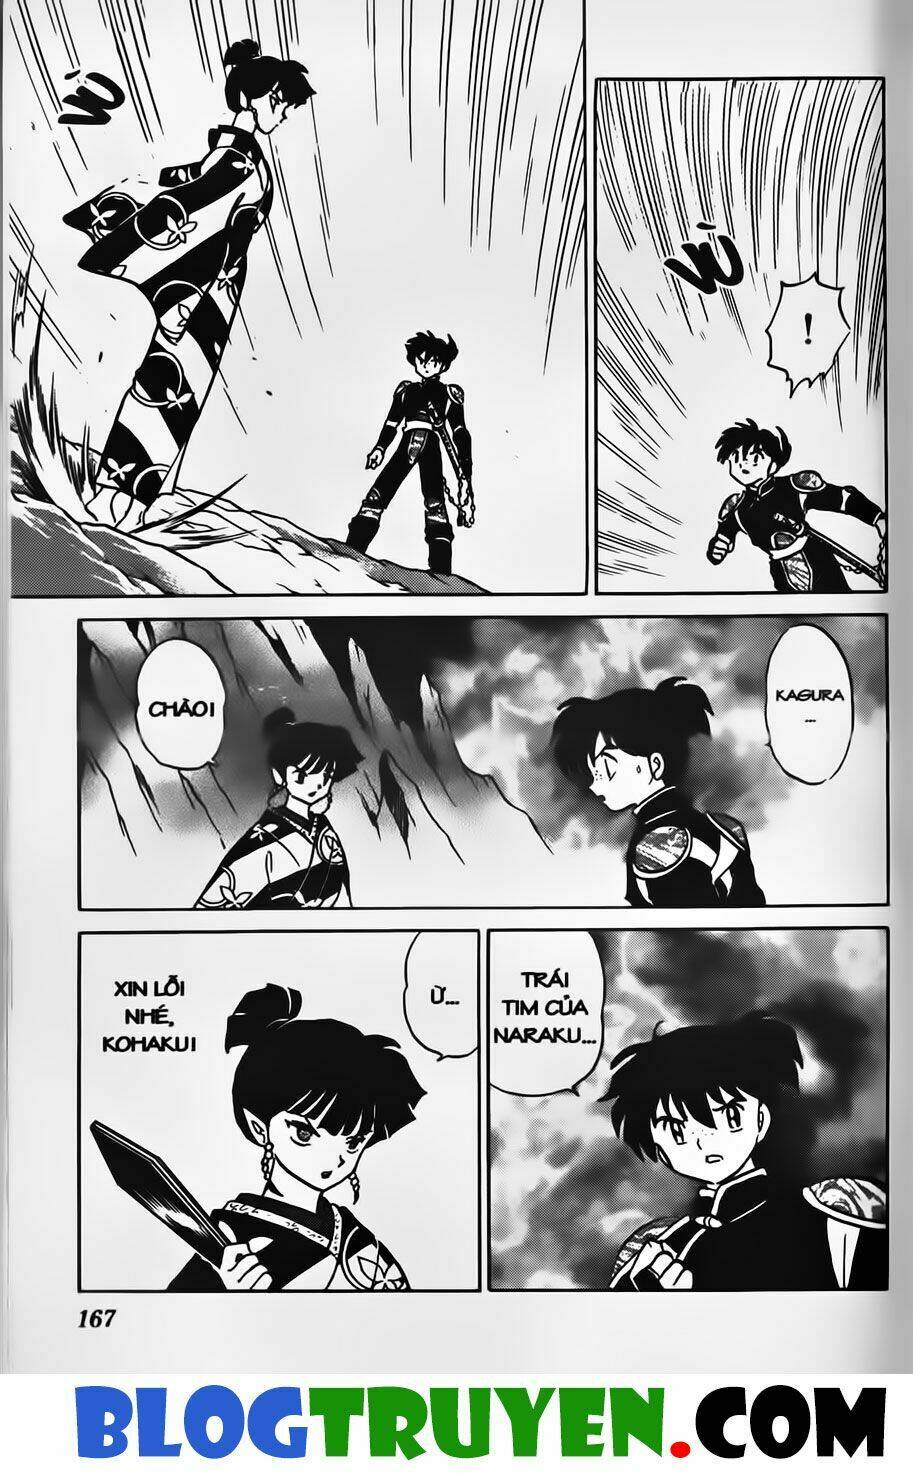 VÙ
!
VÙ
KAGURA
...
CHÀO!
TRÁI
TIM CỦA
NARAKU...
Ừ...
XIN LỖI
NHÉ,
KOHAKU!
167
BLOGTRUYEN.COM